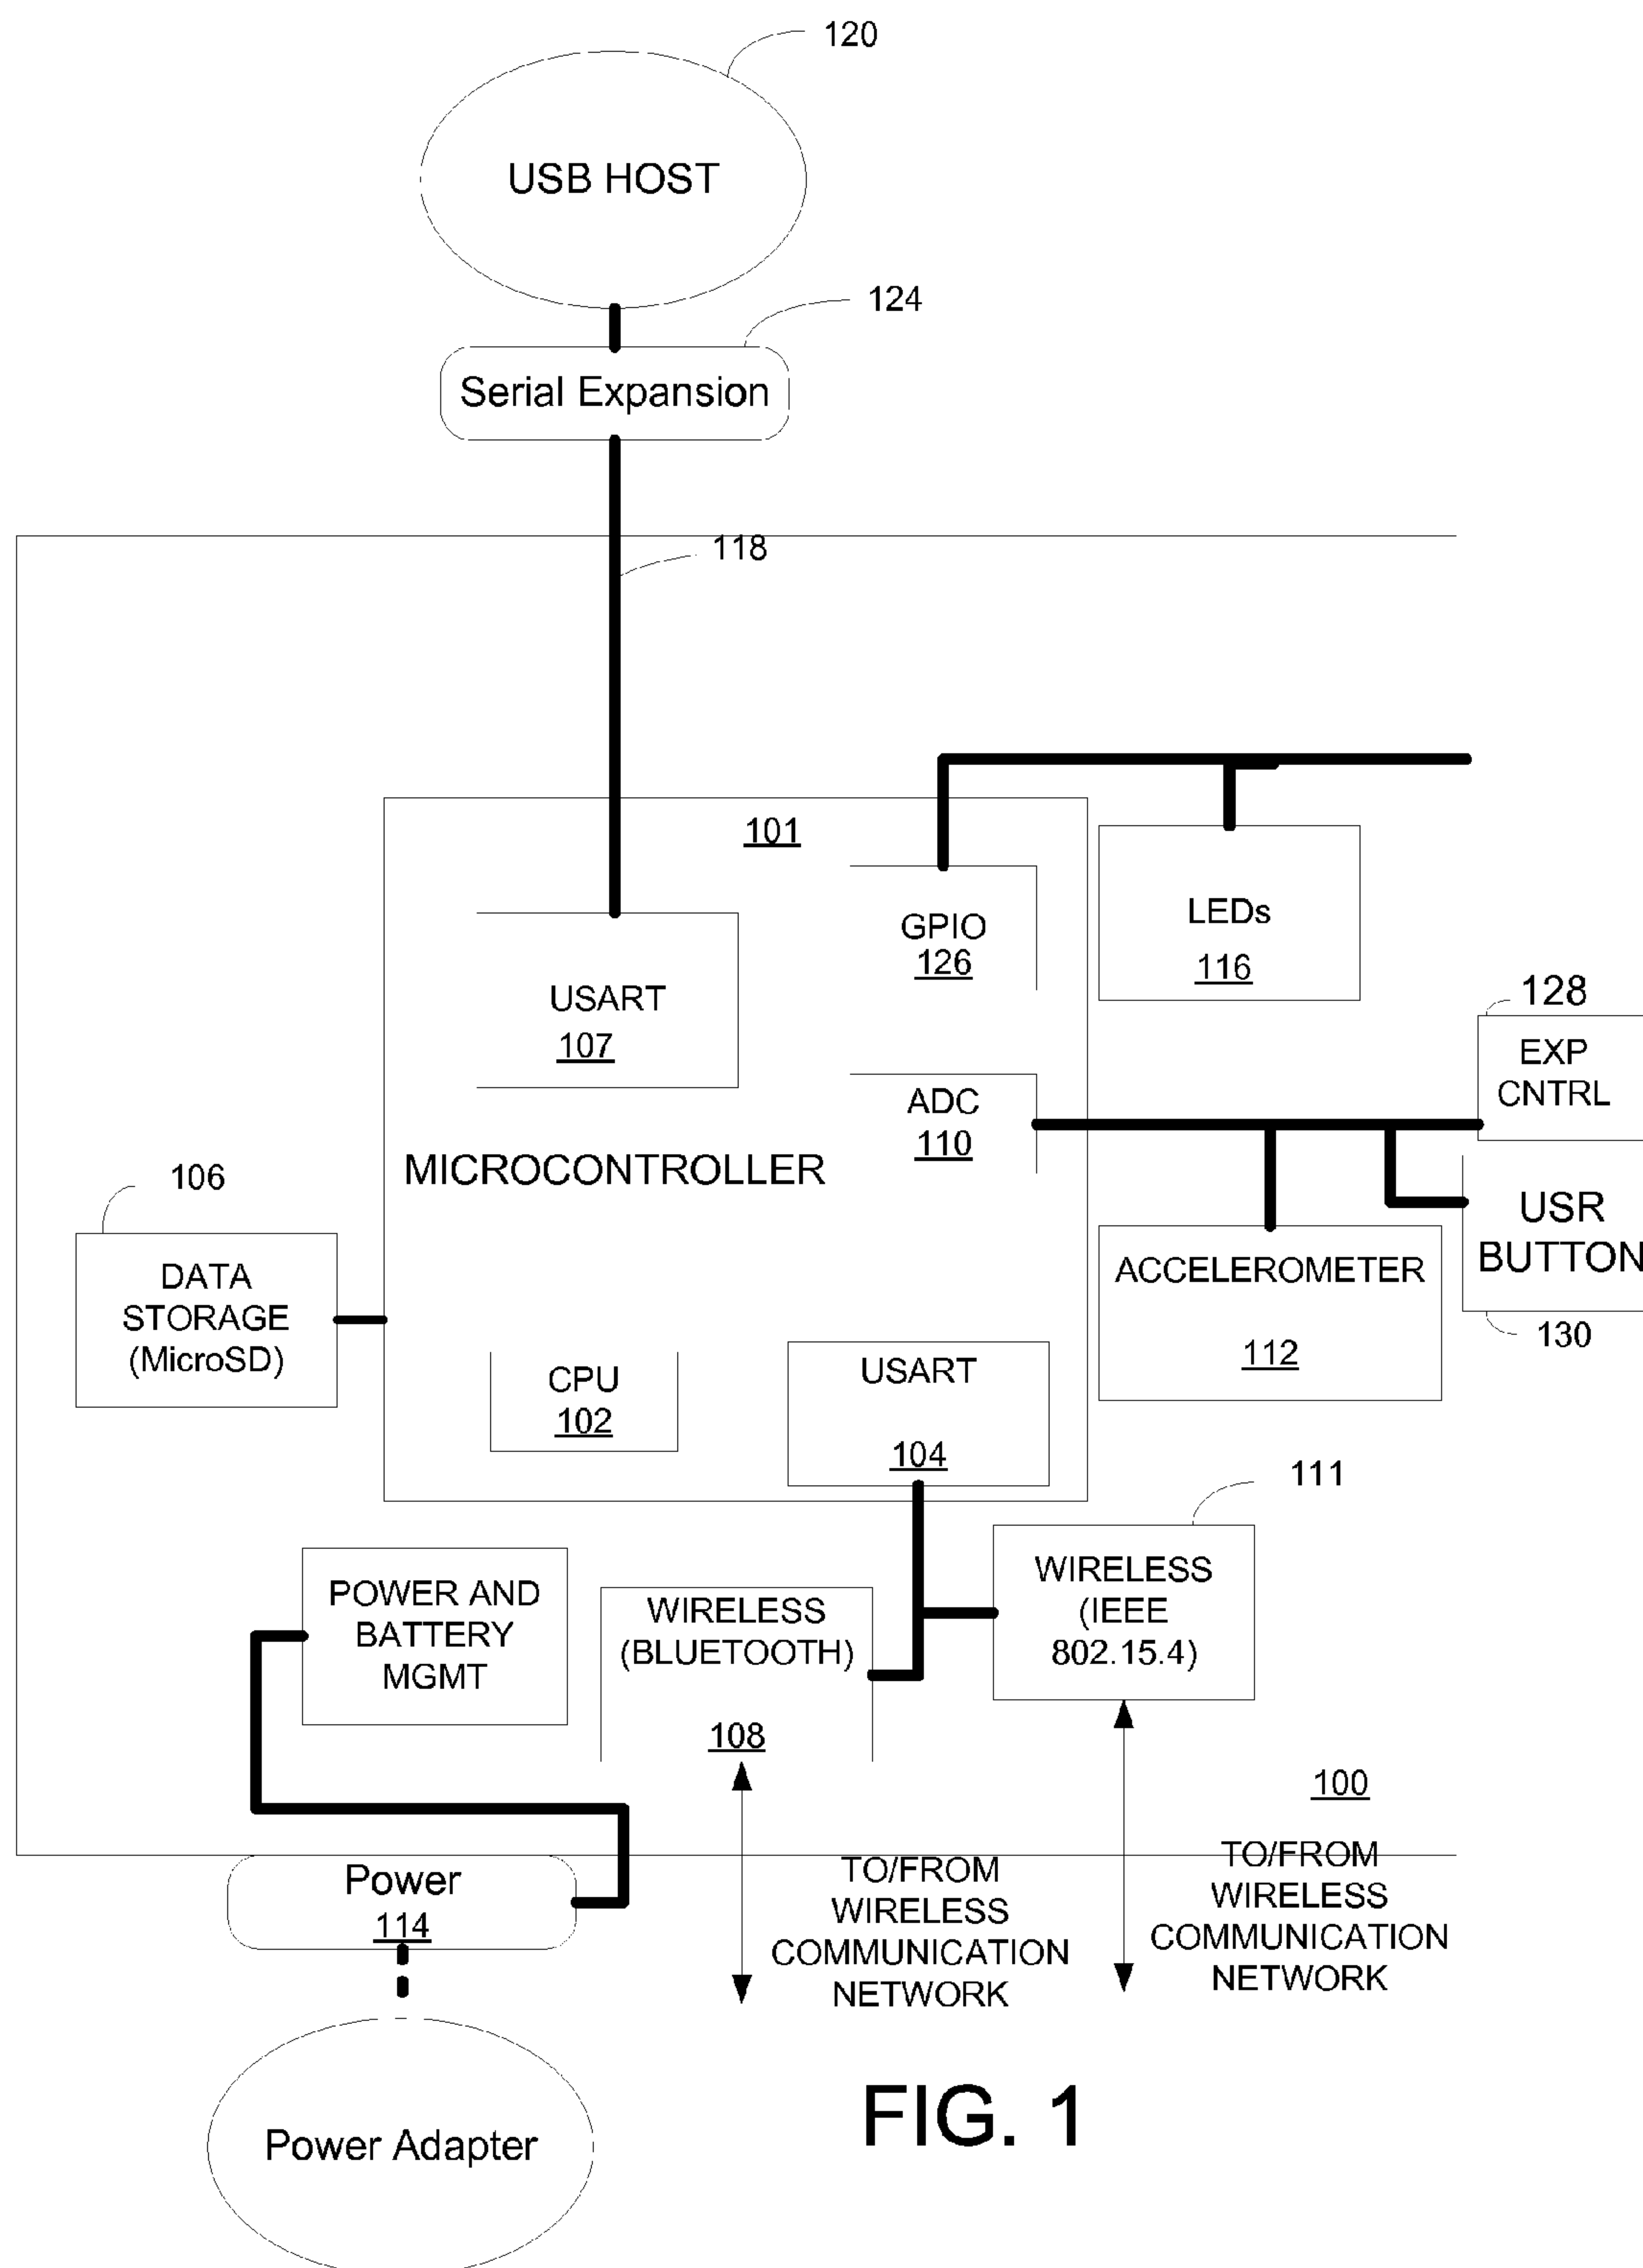 120
USB HOST
124
Serial Expansion
118
101
GPIO
126
LEDs
116
USART
107
128
EXP
CNTRL
ADC
110
MICROCONTROLLER
106
DATA
STORAGE
(MicroSD)
USR
BUTTON
130
ACCELEROMETER
112
CPU
102
USART
104
111
WIRELESS
(IEEE
802.15.4)
POWER AND
BATTERY
MGMT
WIRELESS
(BLUETOOTH)
108
100
Power
114
TO/FROM
WIRELESS
COMMUNICATION
NETWORK
TO/FROM
WIRELESS
COMMUNICATION
NETWORK
Power Adapter
FIG. 1